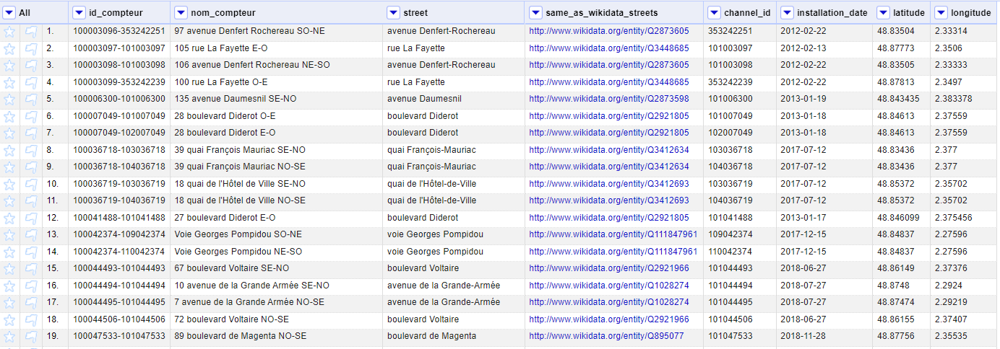 All id_compteur nom_compteur street same_as_wikidata_streets channel_id installation_date latitude longitude
1. 100003096-353242251 97 avenue Denfert Rochereau SO-NE avenue Denfert-Rochereau http://www.wikidata.org/entity/Q2873605 353242251 2012-02-22 48.83504 2.33314
2. 100003097-101003097 105 rue La Fayette E-O rue La Fayette http://www.wikidata.org/entity/Q3448685 101003097 2012-02-13 48.87773 2.3506
3. 100003098-101003098 106 avenue Denfert Rochereau NE-SO avenue Denfert-Rochereau http://www.wikidata.org/entity/Q2873605 101003098 2012-02-22 48.83505 2.33333
4. 100003099-353242239 100 rue La Fayette O-E rue La Fayette http://www.wikidata.org/entity/Q3448685 353242239 2012-02-22 48.87813 2.3497
5. 100006300-101006300 135 avenue Daumesnil SE-NO avenue Daumesnil http://www.wikidata.org/entity/Q2873598 101006300 2013-01-19 48.843435 2.383378
6. 100007049-101007049 28 boulevard Diderot O-E boulevard Diderot http://www.wikidata.org/entity/Q2921805 101007049 2013-01-18 48.84613 2.37559
7. 100007049-102007049 28 boulevard Diderot E-O boulevard Diderot http://www.wikidata.org/entity/Q2921805 102007049 2013-01-18 48.84613 2.37559
8. 100036718-103036718 39 quai François Mauriac SE-NO quai François-Mauriac http://www.wikidata.org/entity/Q3412634 103036718 2017-07-12 48.83436 2.377
9. 100036718-104036718 39 quai François Mauriac NO-SE quai François-Mauriac http://www.wikidata.org/entity/Q3412634 104036718 2017-07-12 48.83436 2.377
10. 100036719-103036719 18 quai de l'Hôtel de Ville SE-NO quai de l'Hôtel-de-Ville http://www.wikidata.org/entity/Q3412693 103036719 2017-07-12 48.85372 2.35702
11. 100036719-104036719 18 quai de l'Hôtel de Ville NO-SE quai de l'Hôtel-de-Ville http://www.wikidata.org/entity/Q3412693 104036719 2017-07-12 48.85372 2.35702
12. 100041488-101041488 27 boulevard Diderot E-O boulevard Diderot http://www.wikidata.org/entity/Q2921805 101041488 2013-01-17 48.846099 2.375456
13. 100042374-109042374 Voie Georges Pompidou SO-NE voie Georges Pompidou http://www.wikidata.org/entity/Q111847961 109042374 2017-12-15 48.84837 2.27596
14. 100042374-110042374 Voie Georges Pompidou NE-SO voie Georges Pompidou http://www.wikidata.org/entity/Q111847961 110042374 2017-12-15 48.84837 2.27596
15. 100044493-101044493 67 boulevard Voltaire SE-NO boulevard Voltaire http://www.wikidata.org/entity/Q2921966 101044493 2018-06-27 48.86149 2.37376
16. 100044494-101044494 10 avenue de la Grande Armée SE-NO avenue de la Grande-Armée http://www.wikidata.org/entity/Q1028274 101044494 2018-07-27 48.8748 2.2924
17. 100044495-101044495 7 avenue de la Grande Armée NO-SE avenue de la Grande-Armée http://www.wikidata.org/entity/Q1028274 101044495 2018-07-27 48.87474 2.29219
18. 100044506-101044506 72 boulevard Voltaire NO-SE boulevard Voltaire http://www.wikidata.org/entity/Q2921966 101044506 2018-06-27 48.86155 2.37407
19. 100047533-101047533 89 boulevard de Magenta NO-SE boulevard de Magenta http://www.wikidata.org/entity/Q895077 101047533 2018-11-28 48.87756 2.35535